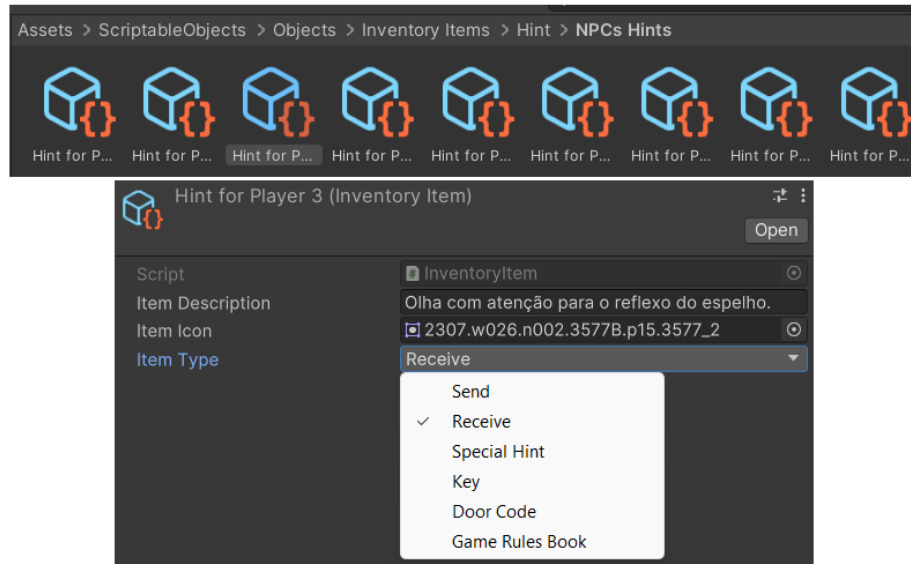 Assets > ScriptableObjects > Objects > Inventory Items > Hint > NPCs Hints
Hint for P... Hint for P... Hint for P... Hint for P... Hint for P... Hint for P... Hint for P... Hint for P... Hint for P...
Hint for Player 3 (Inventory Item)
Open
Script InventoryItem
Item Description Olha com atenção para o reflexo do espelho.
Item Icon 2307.w026.n002.3577B.p15.3577_2
Item Type Receive
Send
Receive
Special Hint
Key
Door Code
Game Rules Book